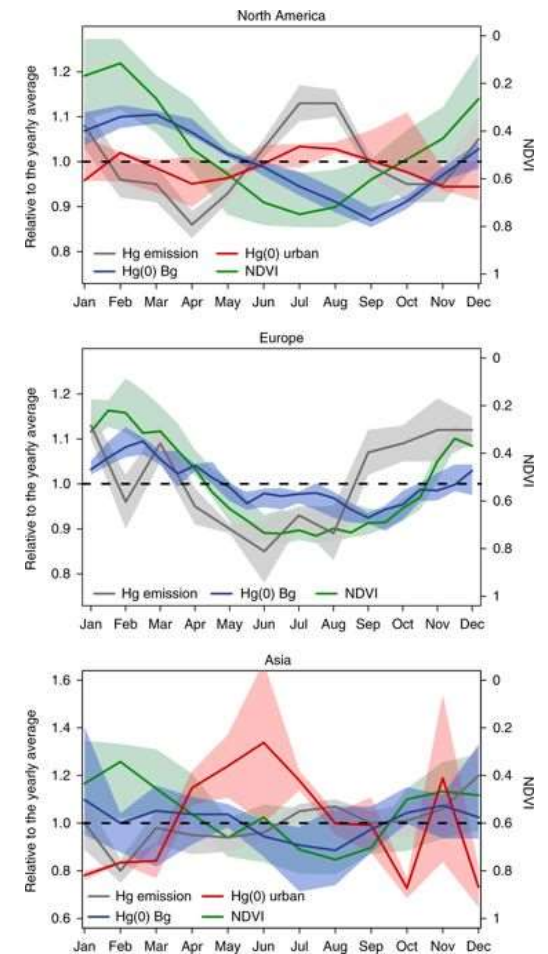 North America
Relative to the yearly average
1.2
1.1
1.0
0.9
0.8
0
0.2
0.4
0.6
0.8
1
NDVI
Hg emission Hg(0) urban
Hg(0) Bg NDVI
Jan Feb Mar Apr May Jun Jul Aug Sep Oct Nov Dec
Europe
Relative to the yearly average
1.2
1.1
1.0
0.9
0.8
0
0.2
0.4
0.6
0.8
1
NDVI
Hg emission Hg(0) Bg NDVI
Jan Feb Mar Apr May Jun Jul Aug Sep Oct Nov Dec
Asia
Relative to the yearly average
1.6
1.4
1.2
1.0
0.8
0.6
0
0.2
0.4
0.6
0.8
1
NDVI
Hg emission Hg(0) urban
Hg(0) Bg NDVI
Jan Feb Mar Apr May Jun Jul Aug Sep Oct Nov Dec